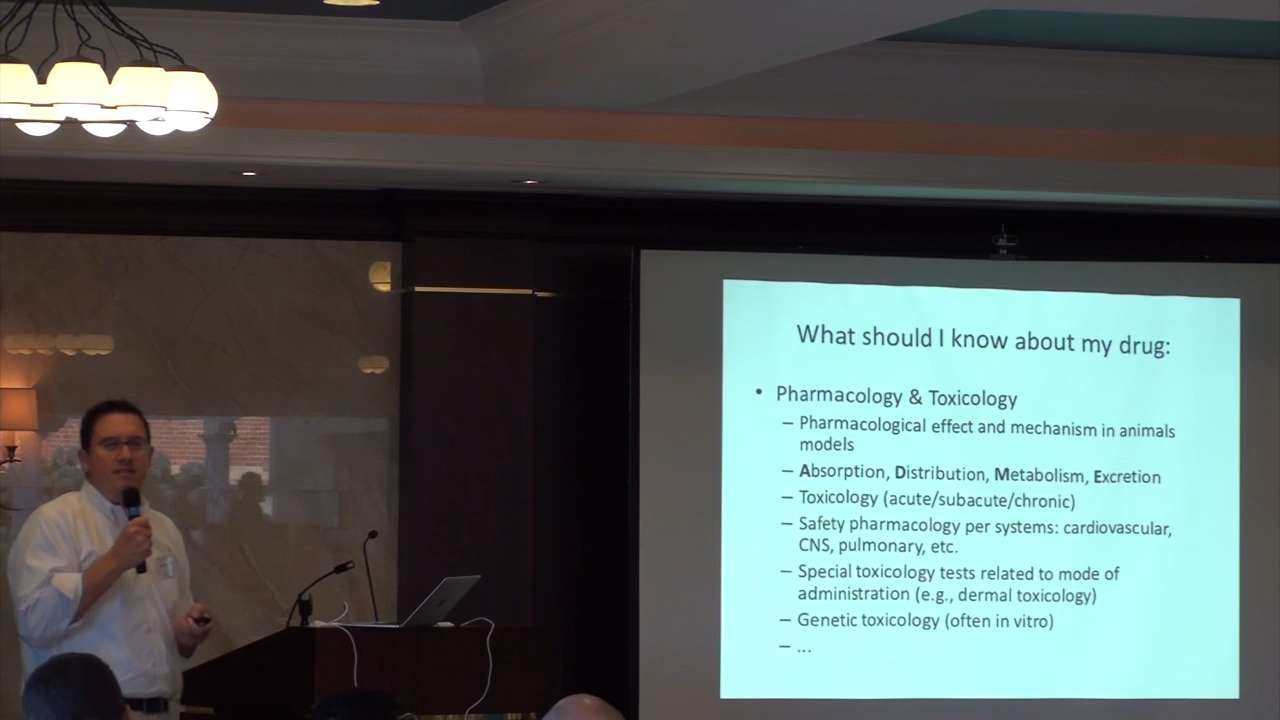 What should I know about my drug:
• Pharmacology & Toxicology
– Pharmacological effect and mechanism in animals
models
– Absorption, Distribution, Metabolism, Excretion
– Toxicology (acute/subacute/chronic)
– Safety pharmacology per systems: cardiovascular,
CNS, pulmonary, etc.
– Special toxicology tests related to mode of
administration (e.g., dermal toxicology)
– Genetic toxicology (often in vitro)
– ...